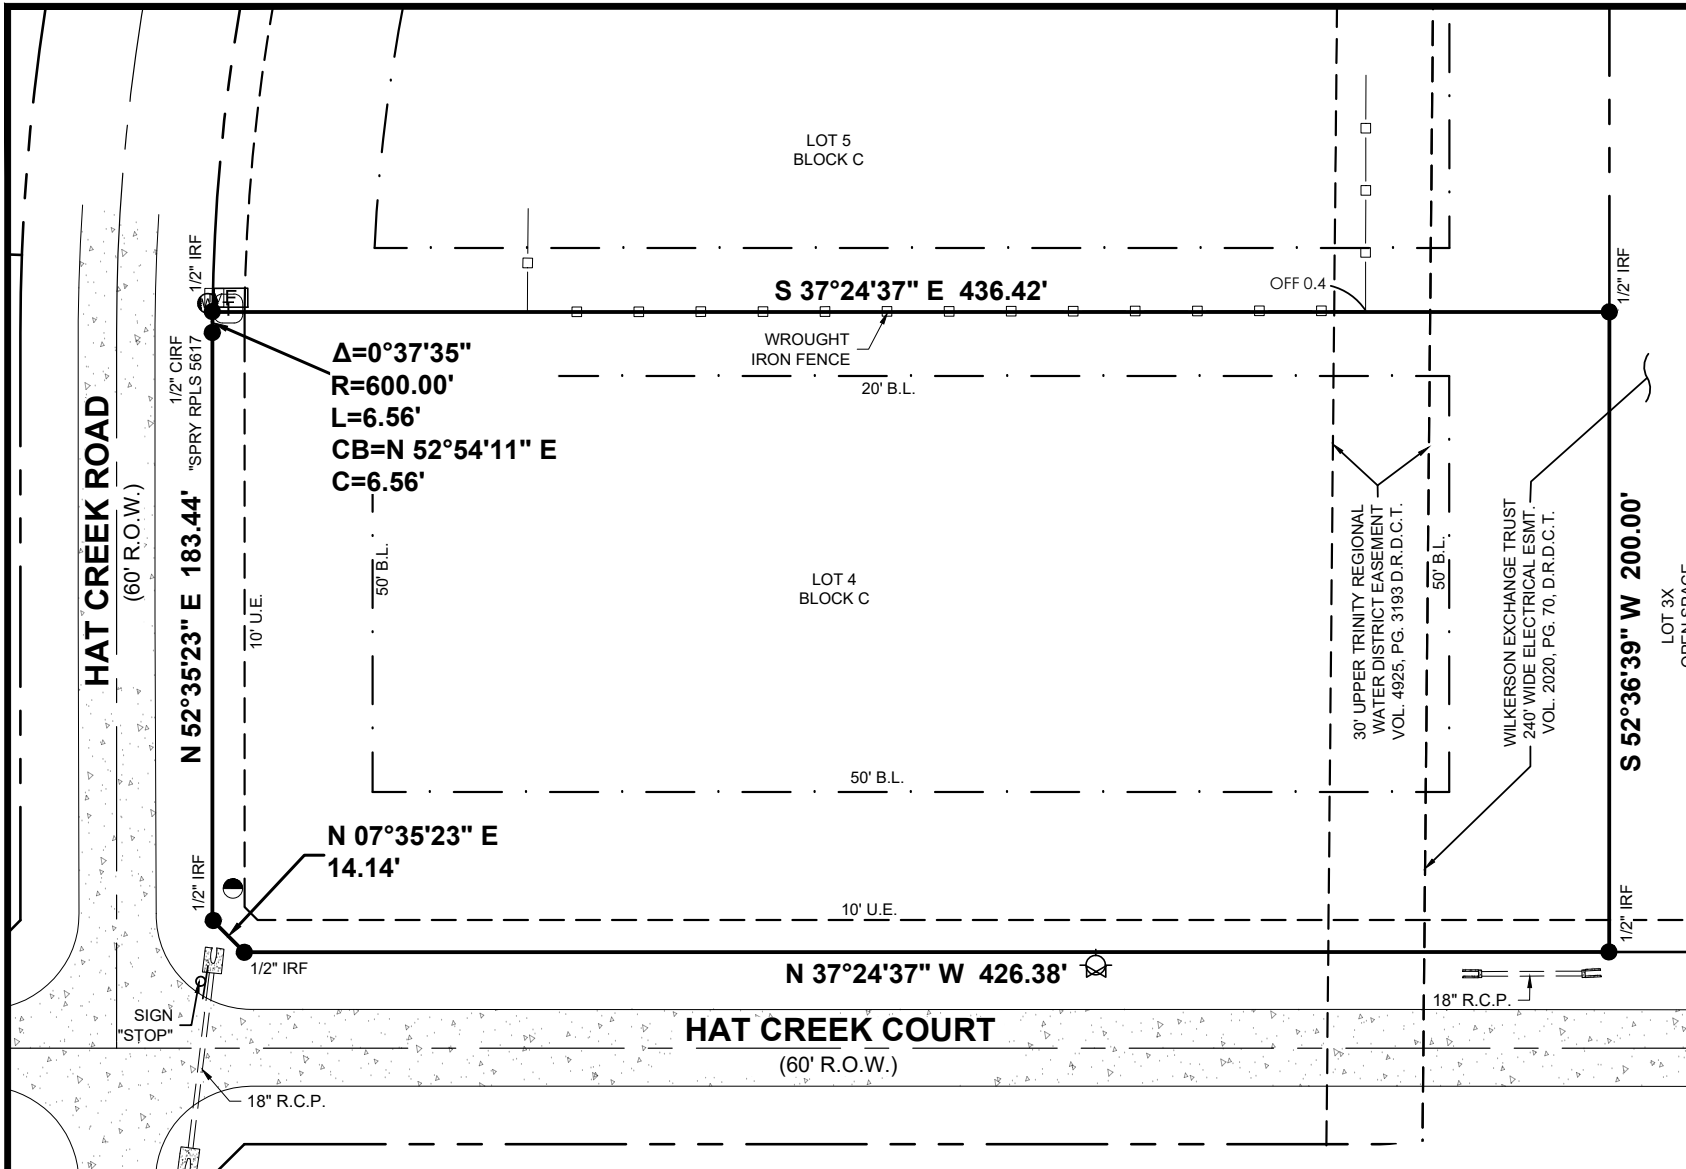 LOT 5
BLOCK C
1/2" IRF
S 37°24'37" E  436.42'
OFF 0.4
1/2" IRF
WROUGHT
IRON FENCE
20' B.L.
Δ=0°37'35"
R=600.00'
L=6.56'
CB=N 52°54'11" E
C=6.56'
1/2" CIRF
"SPRY RPLS 5617
HAT CREEK ROAD
(60' R.O.W.)
N 52°35'23" E  183.44'
10' U.E.
50' B.L.
LOT 4
BLOCK C
30' UPPER TRINITY REGIONAL
WATER DISTRICT EASEMENT
VOL. 4925, PG. 3193 D.R.D.C.T.
50' B.L.
WILKERSON EXCHANGE TRUST
240' WIDE ELECTRICAL ESMT.
VOL. 2020, PG. 70, D.R.D.C.T.
S 52°36'39" W  200.00'
LOT 3X
OPEN SPACE
50' B.L.
N 07°35'23" E
14.14'
1/2" IRF
10' U.E.
1/2" IRF
1/2" IRF
N 37°24'37" W  426.38'
18" R.C.P.
SIGN
"STOP"
HAT CREEK COURT
(60' R.O.W.)
18" R.C.P.